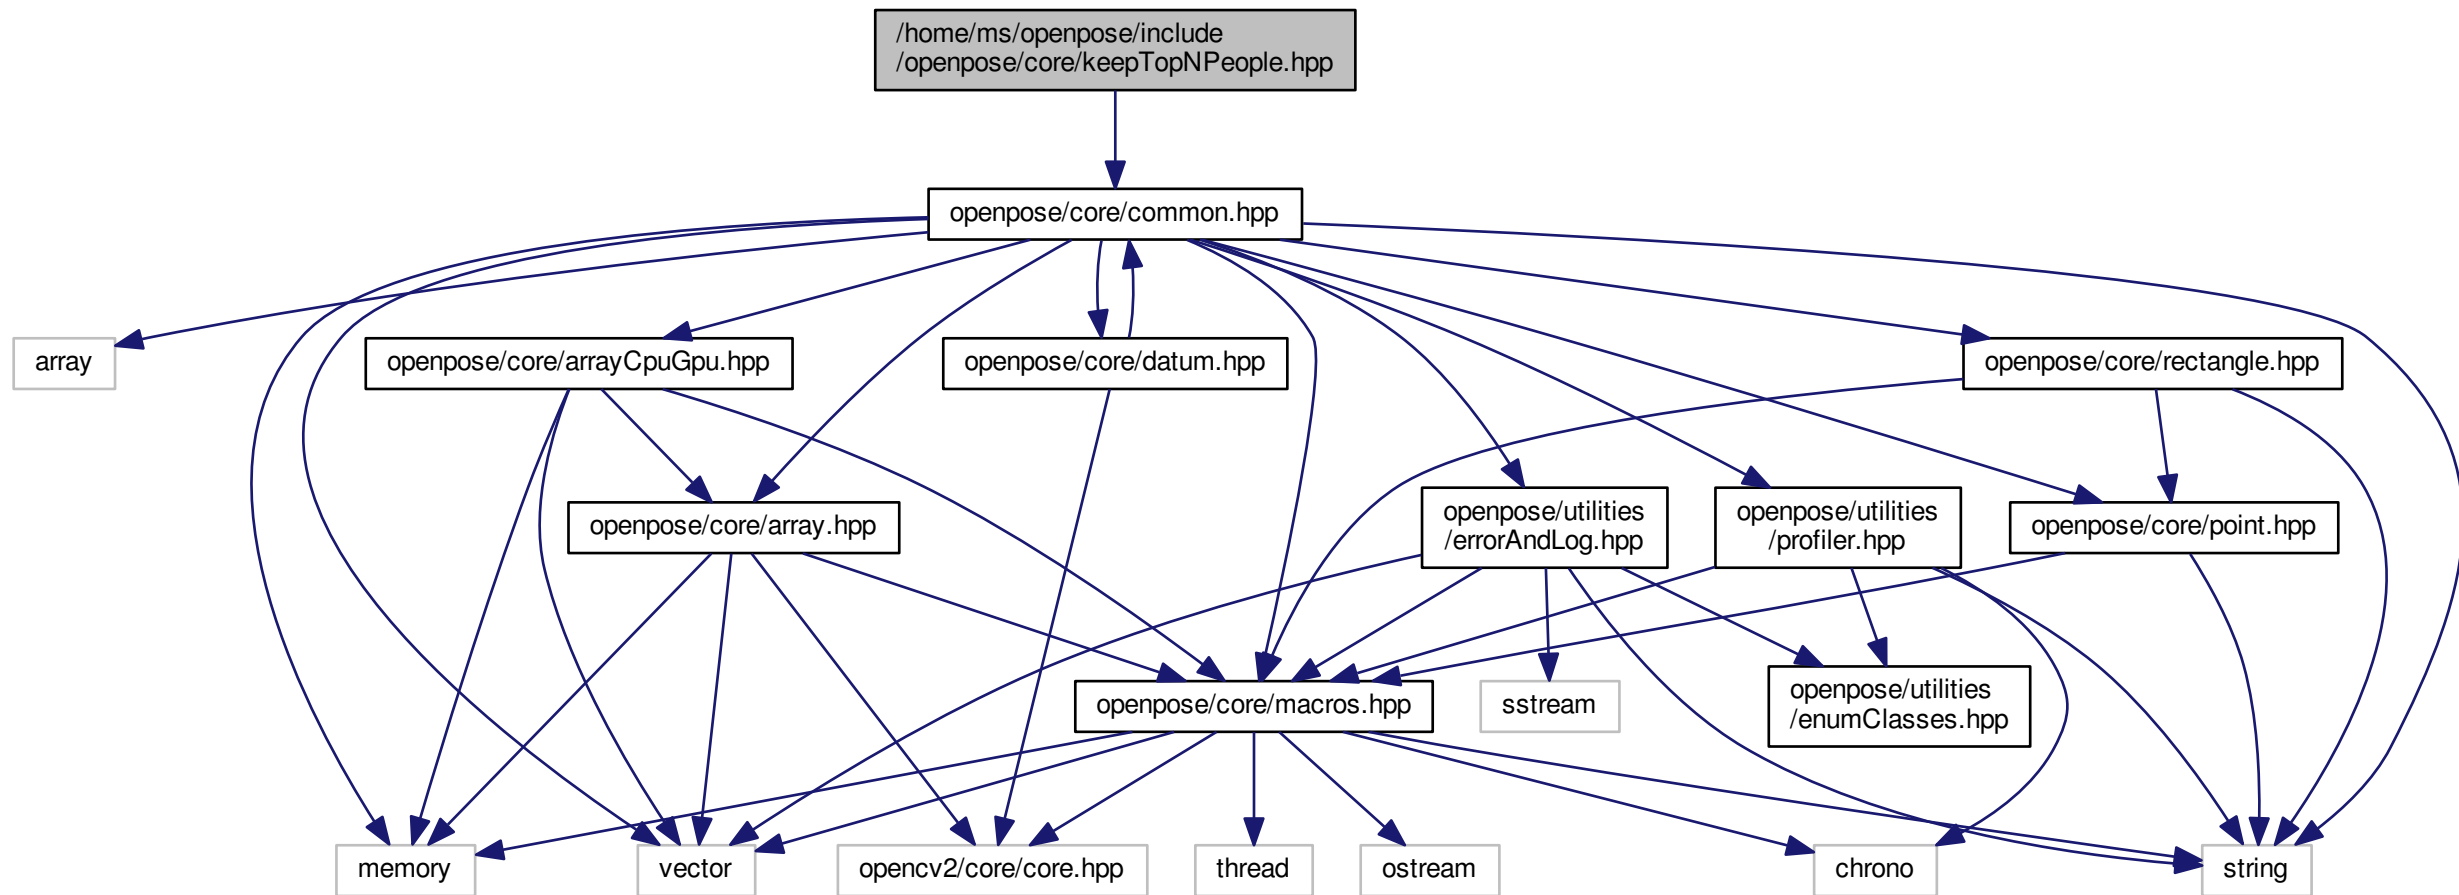 /home/ms/openpose/include
/openpose/core/keepTopNPeople.hpp
openpose/core/common.hpp
array
openpose/core/arrayCpuGpu.hpp
openpose/core/datum.hpp
openpose/core/rectangle.hpp
openpose/core/array.hpp
openpose/utilities
/errorAndLog.hpp
openpose/utilities
/profiler.hpp
openpose/core/point.hpp
openpose/core/macros.hpp
sstream
openpose/utilities
/enumClasses.hpp
memory
vector
opencv2/core/core.hpp
thread
ostream
chrono
string